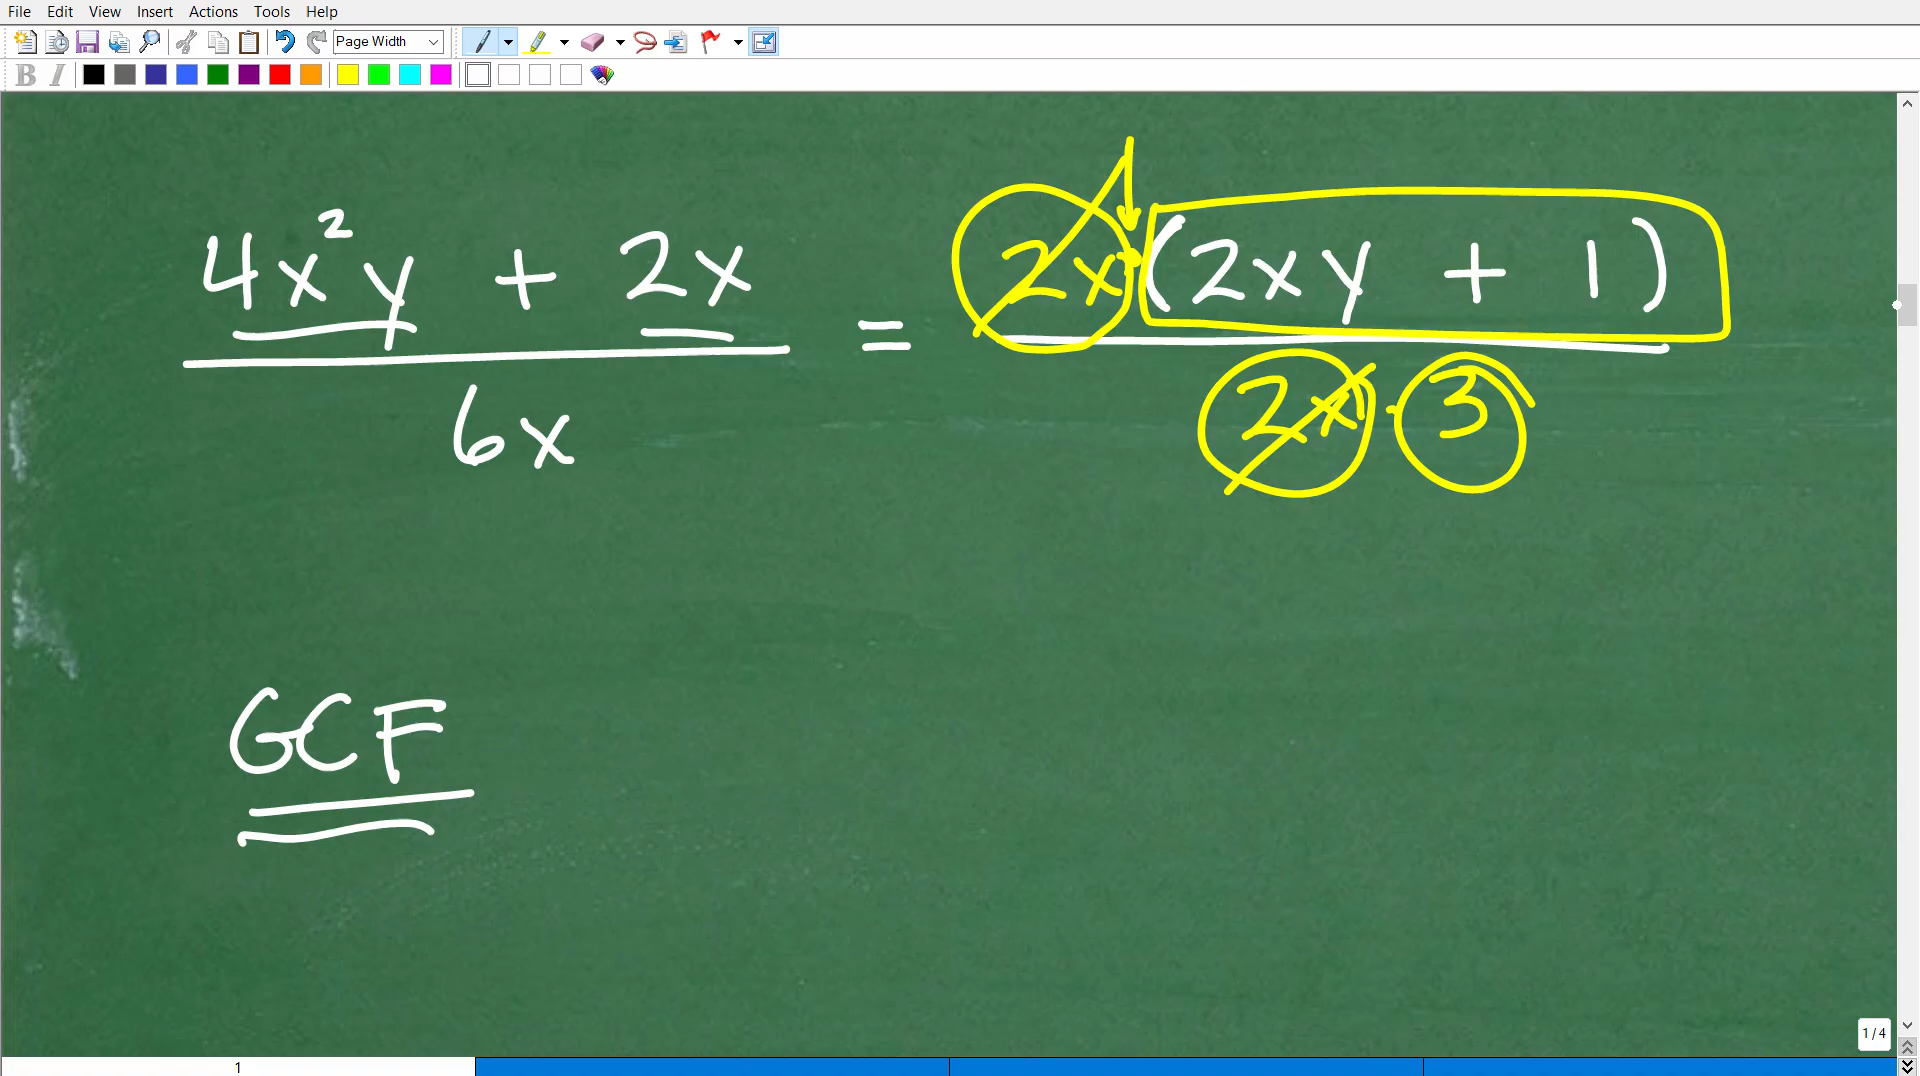 File Edit View Insert Actions Tools Help
Page Width
B I
4x²y + 2x = 2x·(2xy + 1)
6x 2x · 3
GCF
1 / 4
1